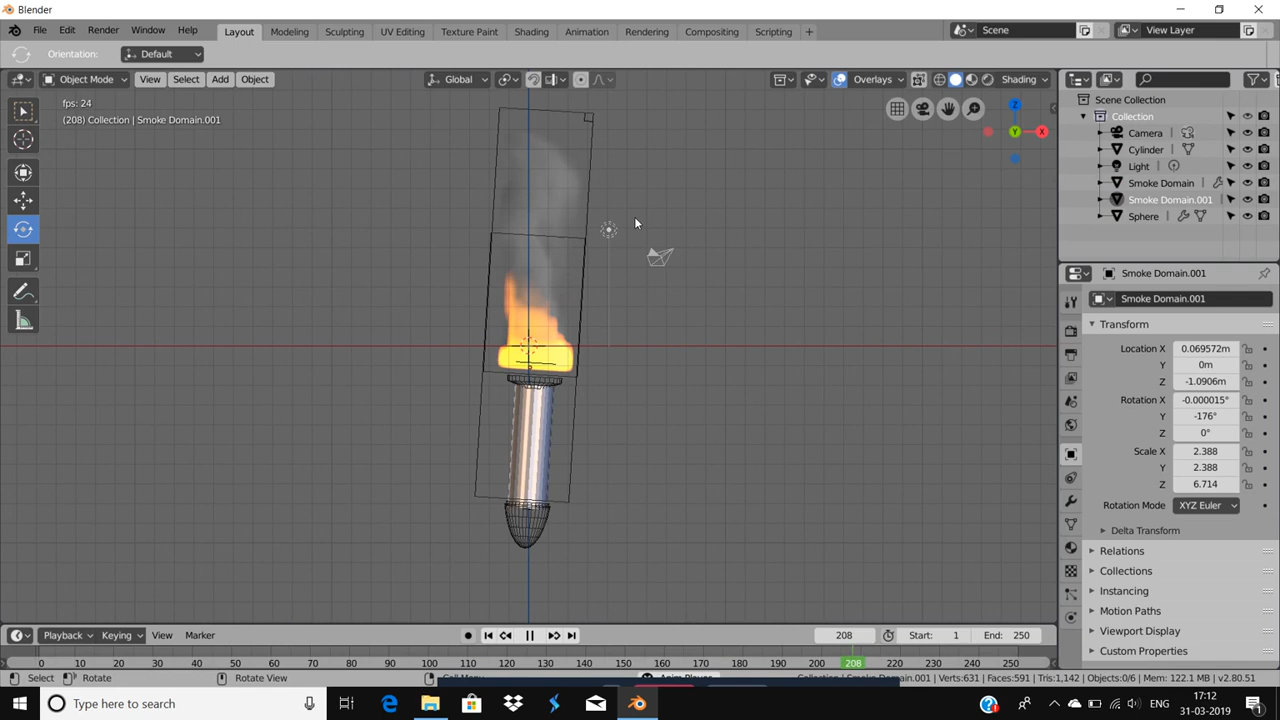 Blender
File Edit Render Window Help Layout Modeling Sculpting UV Editing Texture Paint Shading Animation Rendering Compositing Scripting + Scene View Layer
Orientation: Default
Object Mode View Select Add Object Global Overlays Shading
fps: 24
(208) Collection | Smoke Domain.001
Z
X
Y
Scene Collection
Collection
Camera
Cylinder
Light
Smoke Domain
Smoke Domain.001
Sphere
Smoke Domain.001
Smoke Domain.001
Transform
Location X 0.069572m
Y 0m
Z -1.0906m
Rotation X -0.000015°
Y -176°
Z 0°
Scale X 2.388
Y 2.388
Z 6.714
Rotation Mode XYZ Euler
Delta Transform
Relations
Collections
Instancing
Motion Paths
Viewport Display
Custom Properties
Playback Keying View Marker 208 Start: 1 End: 250
0 10 20 30 40 50 60 70 80 90 100 110 120 130 140 150 160 170 180 190 200 208 220 230 240 250
Select Rotate Rotate View Call Menu Anim Player Collection | Smoke Domain.001 | Verts:631 | Faces:591 | Tris:1,142 | Objects:0/6 | Mem: 122.1 MB | v2.80.51
Type here to search
ENG
17:12
31-03-2019